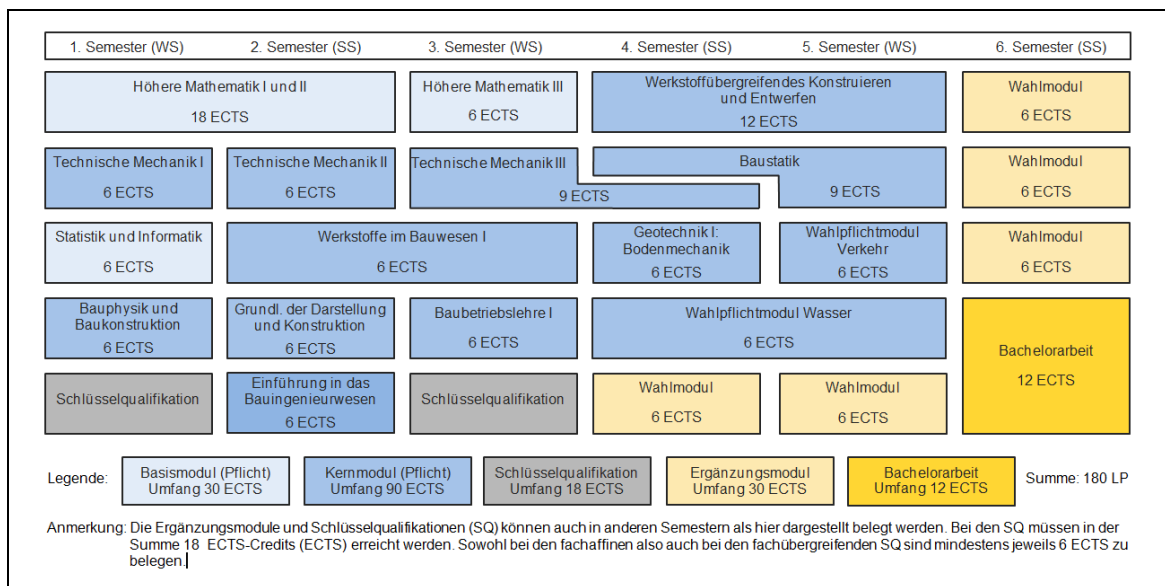 1. Semester (WS) 2. Semester (SS) 3. Semester (WS) 4. Semester (SS) 5. Semester (WS) 6. Semester (SS)
Höhere Mathematik I und II
18 ECTS
Höhere Mathematik III
6 ECTS
Werkstoffübergreifendes Konstruieren
und Entwerfen
12 ECTS
Wahlmodul
6 ECTS
Technische Mechanik I
6 ECTS
Technische Mechanik II
6 ECTS
Technische Mechanik III
9 ECTS
Baustatik
9 ECTS
Wahlmodul
6 ECTS
Statistik und Informatik
6 ECTS
Werkstoffe im Bauwesen I
6 ECTS
Geotechnik I:
Bodenmechanik
6 ECTS
Wahlpflichtmodul
Verkehr
6 ECTS
Wahlmodul
6 ECTS
Bauphysik und
Baukonstruktion
6 ECTS
Grundl. der Darstellung
und Konstruktion
6 ECTS
Baubetriebslehre I
6 ECTS
Wahlpflichtmodul Wasser
6 ECTS
Bachelorarbeit
12 ECTS
Schlüsselqualifikation
Einführung in das
Bauingenieurwesen
6 ECTS
Schlüsselqualifikation
Wahlmodul
6 ECTS
Wahlmodul
6 ECTS
Legende:
Basismodul (Pflicht)
Umfang 30 ECTS
Kernmodul (Pflicht)
Umfang 90 ECTS
Schlüsselqualifikation
Umfang 18 ECTS
Ergänzungsmodul
Umfang 30 ECTS
Bachelorarbeit
Umfang 12 ECTS
Summe: 180 LP
Anmerkung: Die Ergänzungsmodule und Schlüsselqualifikationen (SQ) können auch in anderen Semestern als hier dargestellt belegt werden. Bei den SQ müssen in der
Summe 18 ECTS-Credits (ECTS) erreicht werden. Sowohl bei den fachaffinen also auch bei den fachübergreifenden SQ sind mindestens jeweils 6 ECTS zu
belegen.